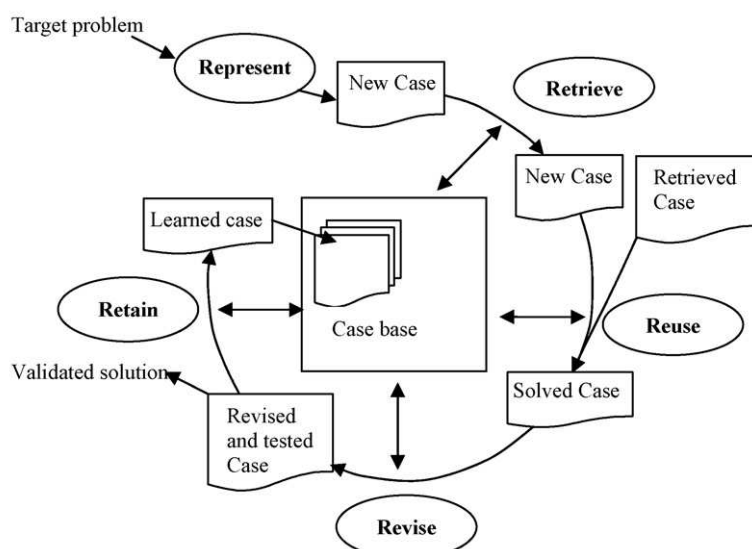 Target problem
Represent
New Case
Retrieve
New Case
Retrieved
Case
Learned case
Case base
Retain
Reuse
Validated solution
Solved Case
Revised
and tested
Case
Revise